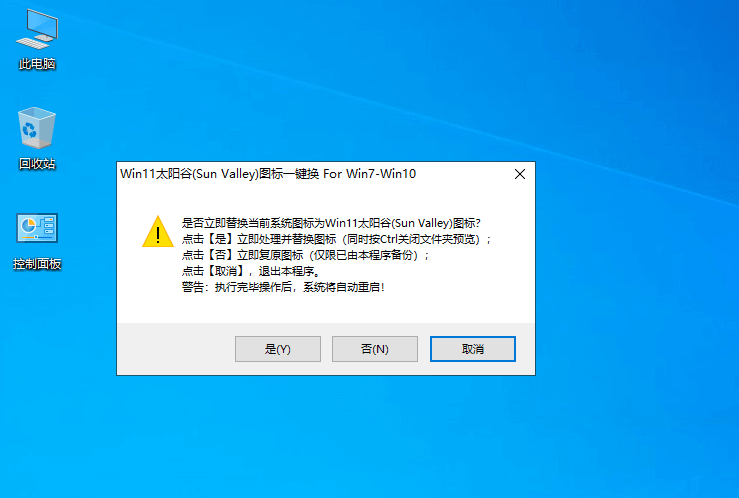 此电脑
回收站
控制面板
Win11太阳谷(Sun Valley)图标一键换 For Win7-Win10
是否立即替换当前系统图标为Win11太阳谷(Sun Valley)图标?
点击【是】立即处理并替换图标（同时按Ctrl关闭文件夹预览）;
点击【否】立即复原图标（仅限已由本程序备份）;
点击【取消】，退出本程序。
警告：执行完毕操作后，系统将自动重启!
是(Y)
否(N)
取消